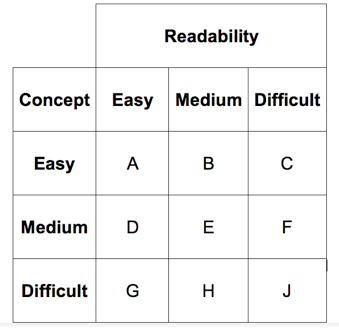 Readability
Concept Easy Medium Difficult
Easy A B C
Medium D E F
Difficult G H J